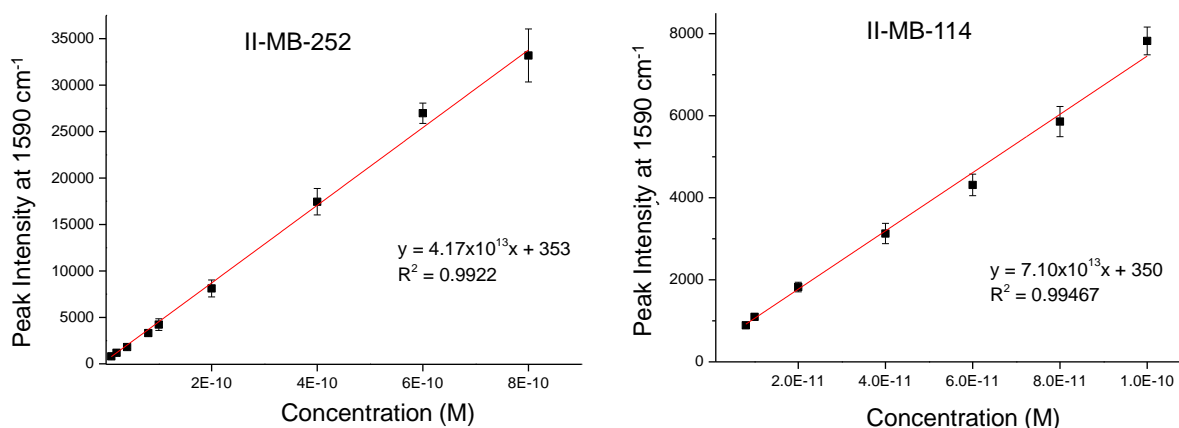 II-MB-252
Peak Intensity at 1590 cm⁻¹
35000
30000
25000
20000
15000
10000
5000
0
y = 4.17x10¹³x + 353
R² = 0.9922
2E-10
4E-10
6E-10
8E-10
Concentration (M)
II-MB-114
Peak Intensity at 1590 cm⁻¹
8000
6000
4000
2000
0
y = 7.10x10¹³x + 350
R² = 0.99467
2.0E-11
4.0E-11
6.0E-11
8.0E-11
1.0E-10
Concentration (M)